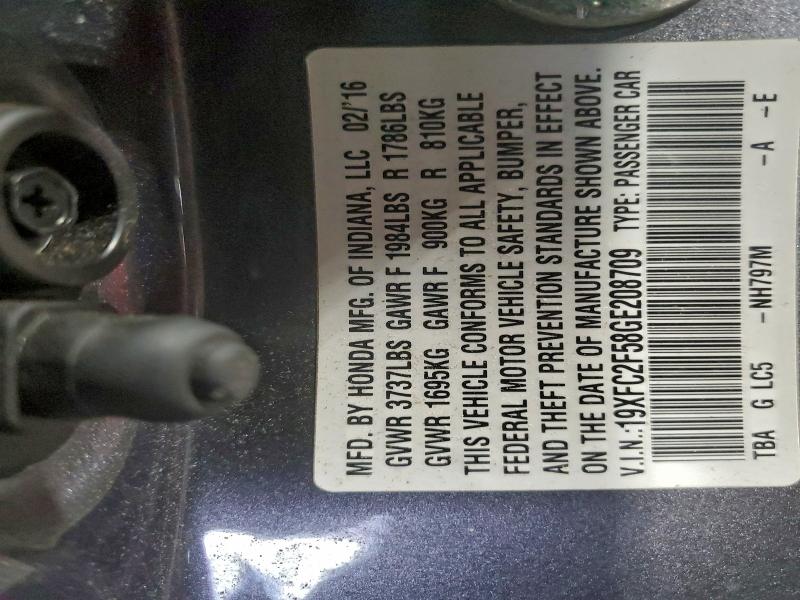 MFD. BY HONDA MFG. OF INDIANA, LLC 02/'16
GVWR 3737LBS GAWR F 1984LBS R 1786LBS
GVWR 1695KG GAWR F 900KG R 810KG
THIS VEHICLE CONFORMS TO ALL APPLICABLE
FEDERAL MOTOR VEHICLE SAFETY, BUMPER,
AND THEFT PREVENTION STANDARDS IN EFFECT
ON THE DATE OF MANUFACTURE SHOWN ABOVE.
V.I.N.:19XFC2F58GE208709 TYPE: PASSENGER CAR
TBA G LC5 -NH797M -A -E